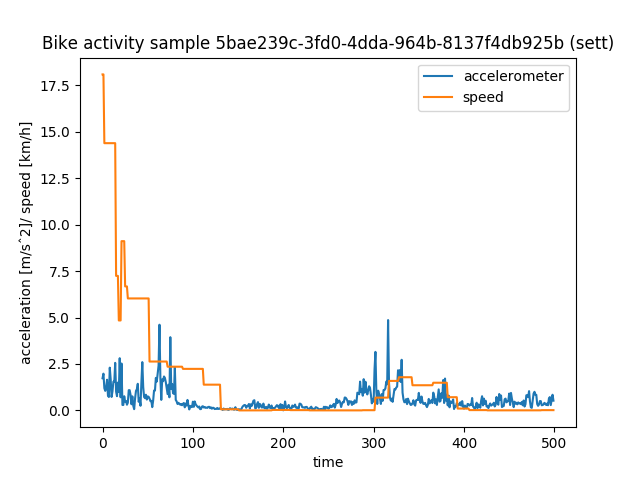 Bike activity sample 5bae239c-3fd0-4dda-964b-8137f4db925b (sett)
accelerometer
speed
acceleration [m/s^2]/ speed [km/h]
17.5
15.0
12.5
10.0
7.5
5.0
2.5
0.0
0 100 200 300 400 500
time